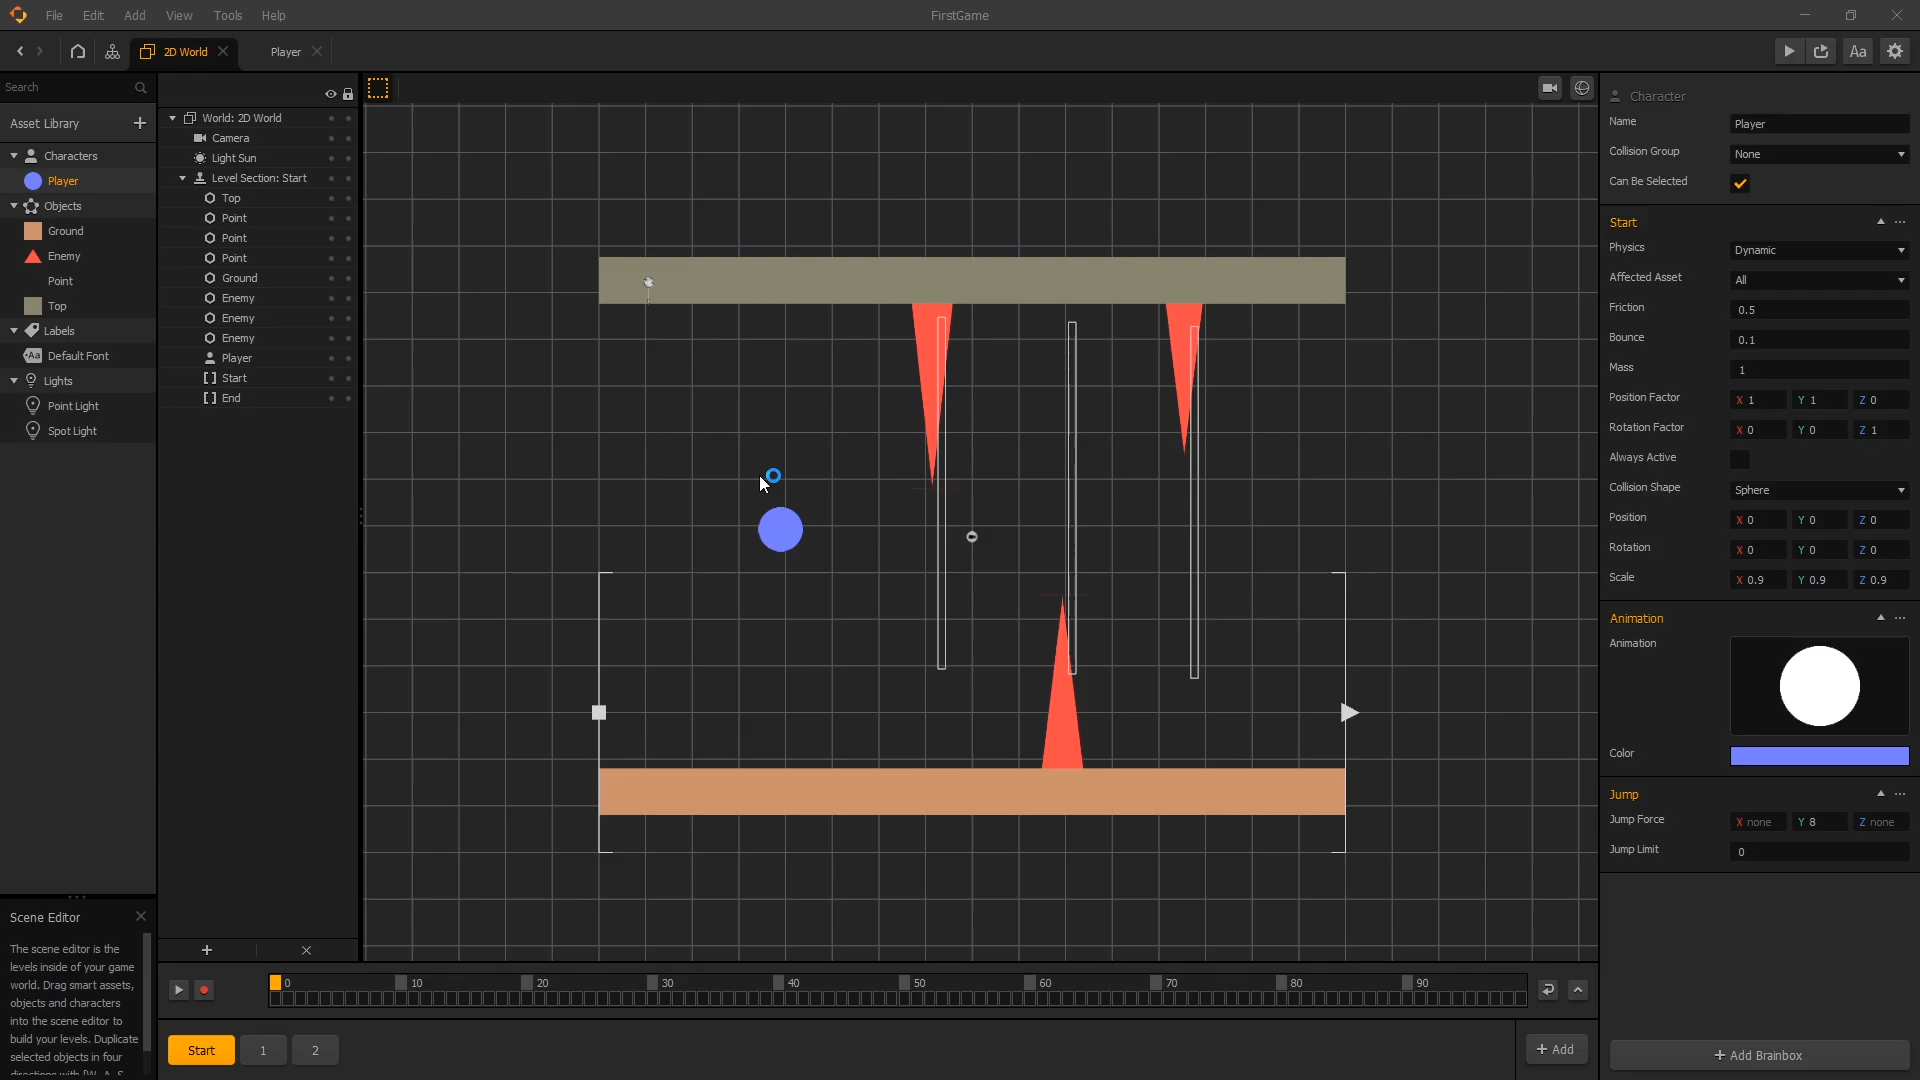 File Edit Add View Tools Help FirstGame
2D World Player Aa
Search
Asset Library
Characters
Player
Objects
Ground
Enemy
Point
Top
Labels
Aa Default Font
Lights
Point Light
Spot Light
Scene Editor
The scene editor is the
levels inside of your game
world. Drag smart assets,
objects and characters
into the scene editor to
build your levels. Duplicate
selected objects in four
directions with [W, A, S,
World: 2D World
Camera
Light Sun
Level Section: Start
Top
Point
Point
Point
Ground
Enemy
Enemy
Enemy
Player
Start
End
0 10 20 30 40 50 60 70 80 90
Start 1 2 + Add
Character
Name Player
Collision Group None
Can Be Selected
Start
Physics Dynamic
Affected Asset All
Friction 0.5
Bounce 0.1
Mass 1
Position Factor X 1 Y 1 Z 0
Rotation Factor X 0 Y 0 Z 1
Always Active
Collision Shape Sphere
Position X 0 Y 0 Z 0
Rotation X 0 Y 0 Z 0
Scale X 0.9 Y 0.9 Z 0.9
Animation
Animation
Color
Jump
Jump Force X none Y 8 Z none
Jump Limit 0
+ Add Brainbox